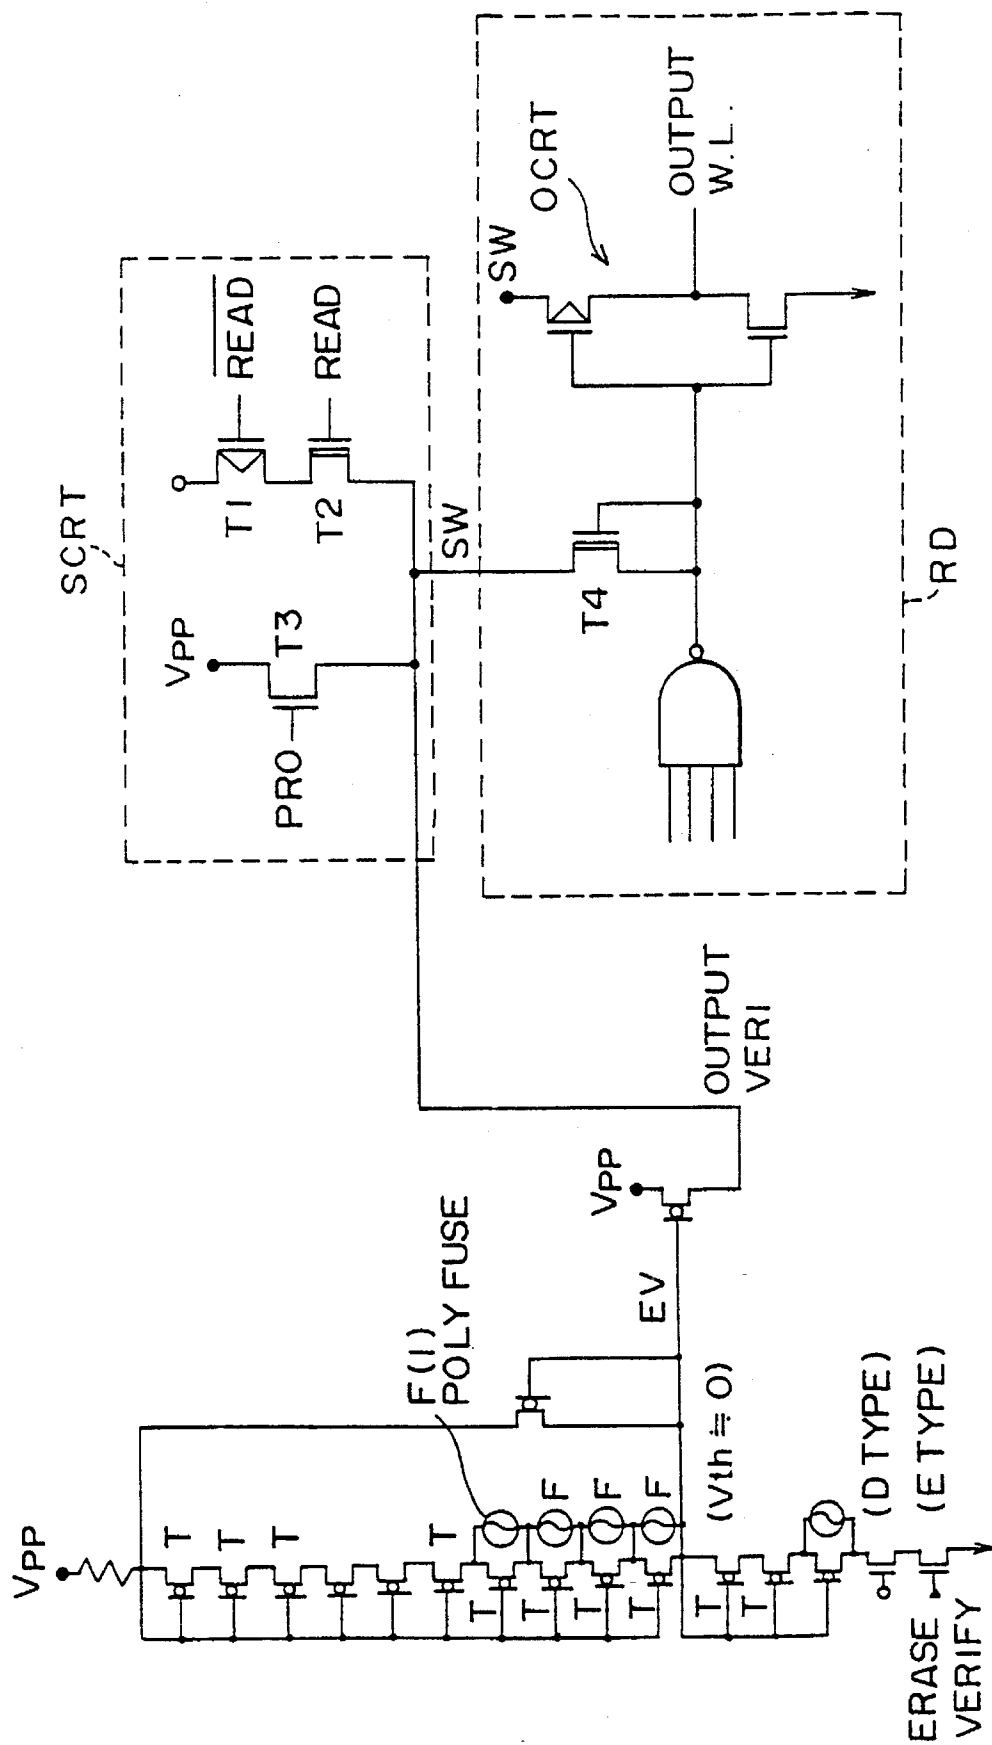 VPP
T
T
T
T
T
T
T
T
F(1)
POLY FUSE
F
F
F
T
T
(Vth ≒ 0)
(D TYPE)
(E TYPE)
ERASE
VERIFY
EV
VPP
OUTPUT
VERI
SCRT
VPP
PRO
T3
T1
READ
T2
READ
SW
T4
RD
SW
OCRT
OUTPUT
W.L.